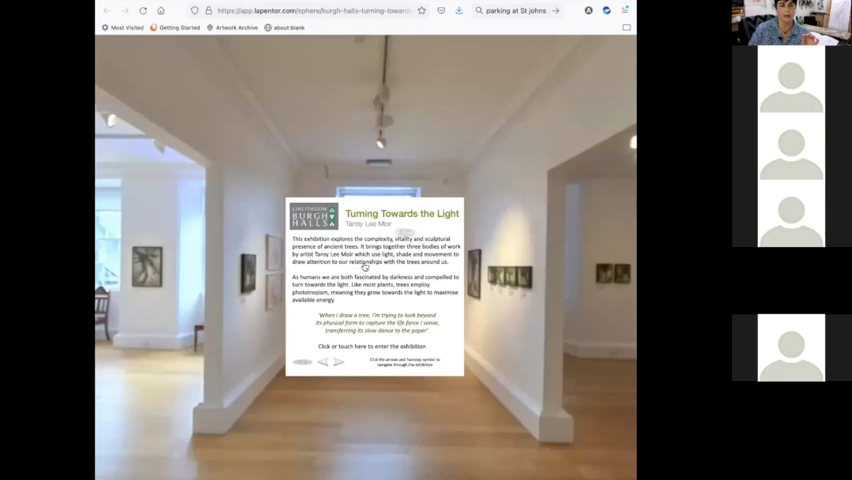 https://app.lapentor.com/sphere/burgh-halls-turning-toward
parking at St johns
Most Visited
Getting Started
Artwork Archive
about:blank
LINLITHGOW
BURGH
HALLS
Turning Towards the Light
Tansy Lee Moir
This exhibition explores the complexity, vitality and sculptural
presence of ancient trees. It brings together three bodies of work
by artist Tansy Lee Moir which use light, shade and movement to
draw attention to our relationships with the trees around us.
As humans we are both fascinated by darkness and compelled to
turn towards the light. Like most plants, trees employ
phototropism, meaning they grow towards the light to maximise
available energy.
'When I draw a tree, I'm trying to look beyond
its physical form to capture the life force I sense,
transferring its slow dance to the paper'
Click or touch here to enter the exhibition
Click the arrows and footstep symbol to
navigate through the exhibition